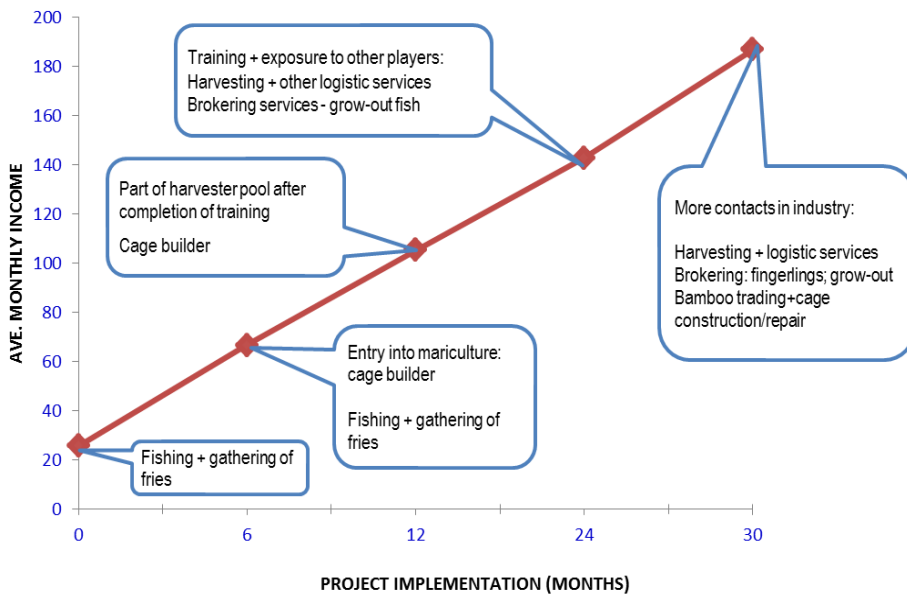 200
180
160
140
120
100
80
60
40
20
0
AVE. MONTHLY INCOME
Training + exposure to other players:
Harvesting + other logistic services
Brokering services - grow-out fish
Part of harvester pool after
completion of training
Cage builder
More contacts in industry:
Harvesting + logistic services
Brokering: fingerlings; grow-out
Bamboo trading+cage
construction/repair
Entry into mariculture:
cage builder
Fishing + gathering of
fries
Fishing + gathering of
fries
0
6
12
24
30
PROJECT IMPLEMENTATION (MONTHS)